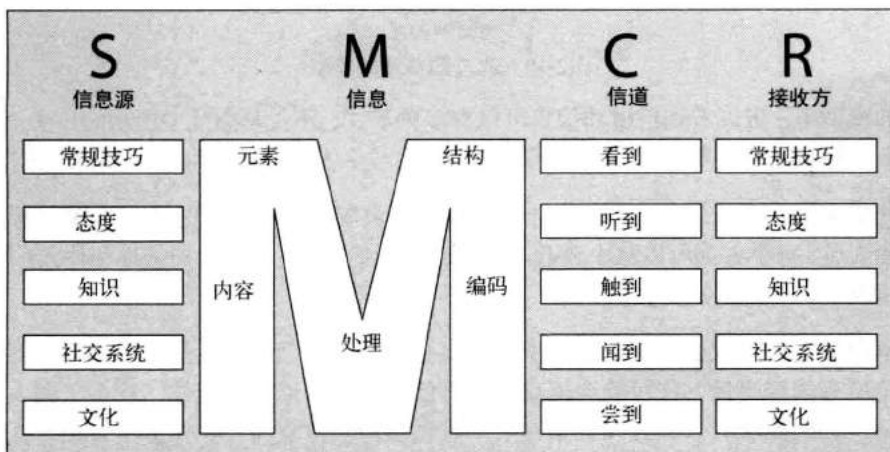 S M C R
信息源 信息 信道 接收方
常规技巧 元素 结构 看到 常规技巧
态度 听到 态度
知识 内容 编码 触到 知识
社交系统 处理 闻到 社交系统
文化 尝到 文化